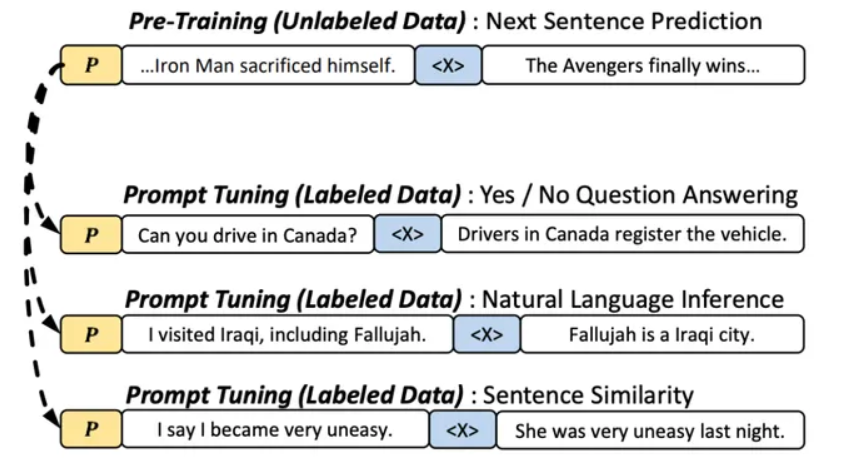 Pre-Training (Unlabeled Data) : Next Sentence Prediction
P ...Iron Man sacrificed himself. <X> The Avengers finally wins...
Prompt Tuning (Labeled Data) : Yes / No Question Answering
P Can you drive in Canada? <X> Drivers in Canada register the vehicle.
Prompt Tuning (Labeled Data) : Natural Language Inference
P I visited Iraqi, including Fallujah. <X> Fallujah is a Iraqi city.
Prompt Tuning (Labeled Data) : Sentence Similarity
P I say I became very uneasy. <X> She was very uneasy last night.